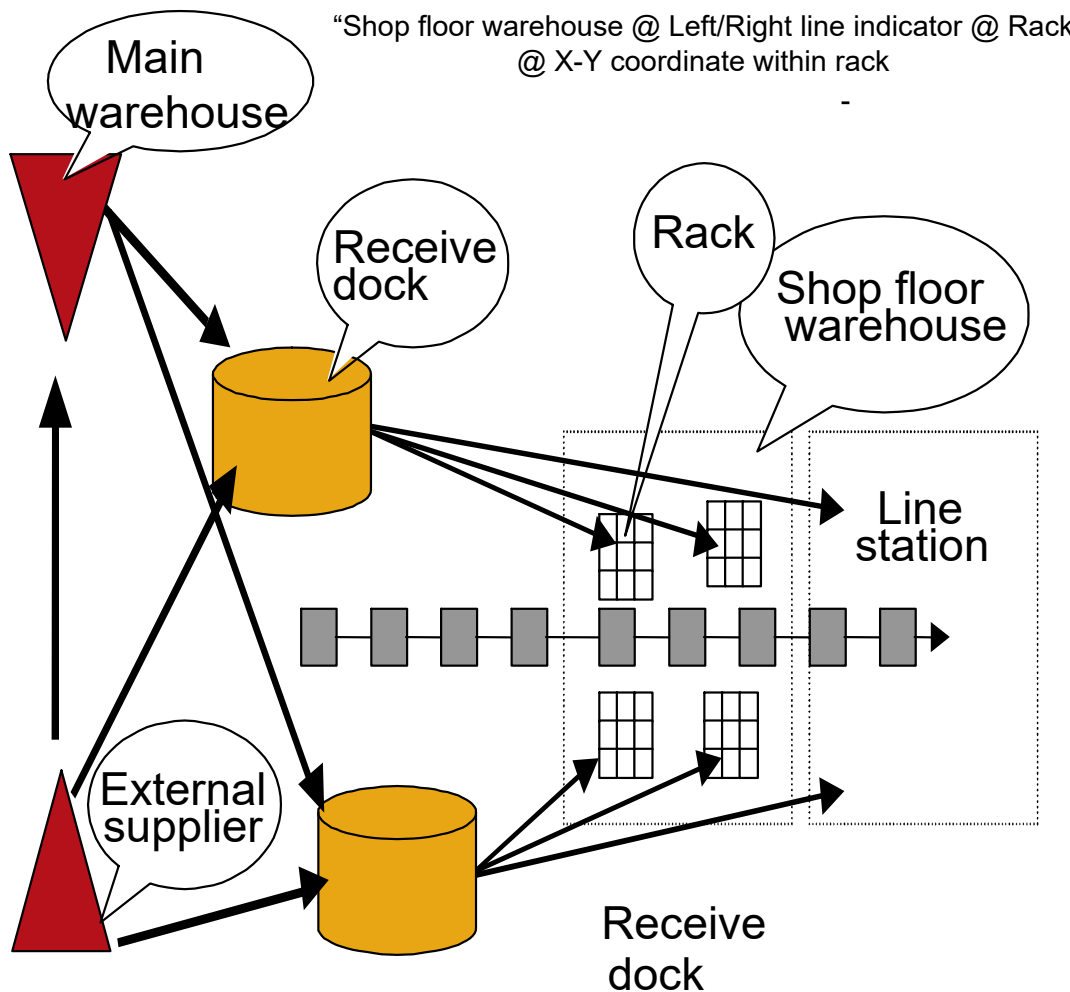 “Shop floor warehouse @ Left/Right line indicator @ Rack
@ X-Y coordinate within rack
-
Main
warehouse
Receive
dock
Rack
Shop floor
warehouse
Line
station
External
supplier
Receive
dock